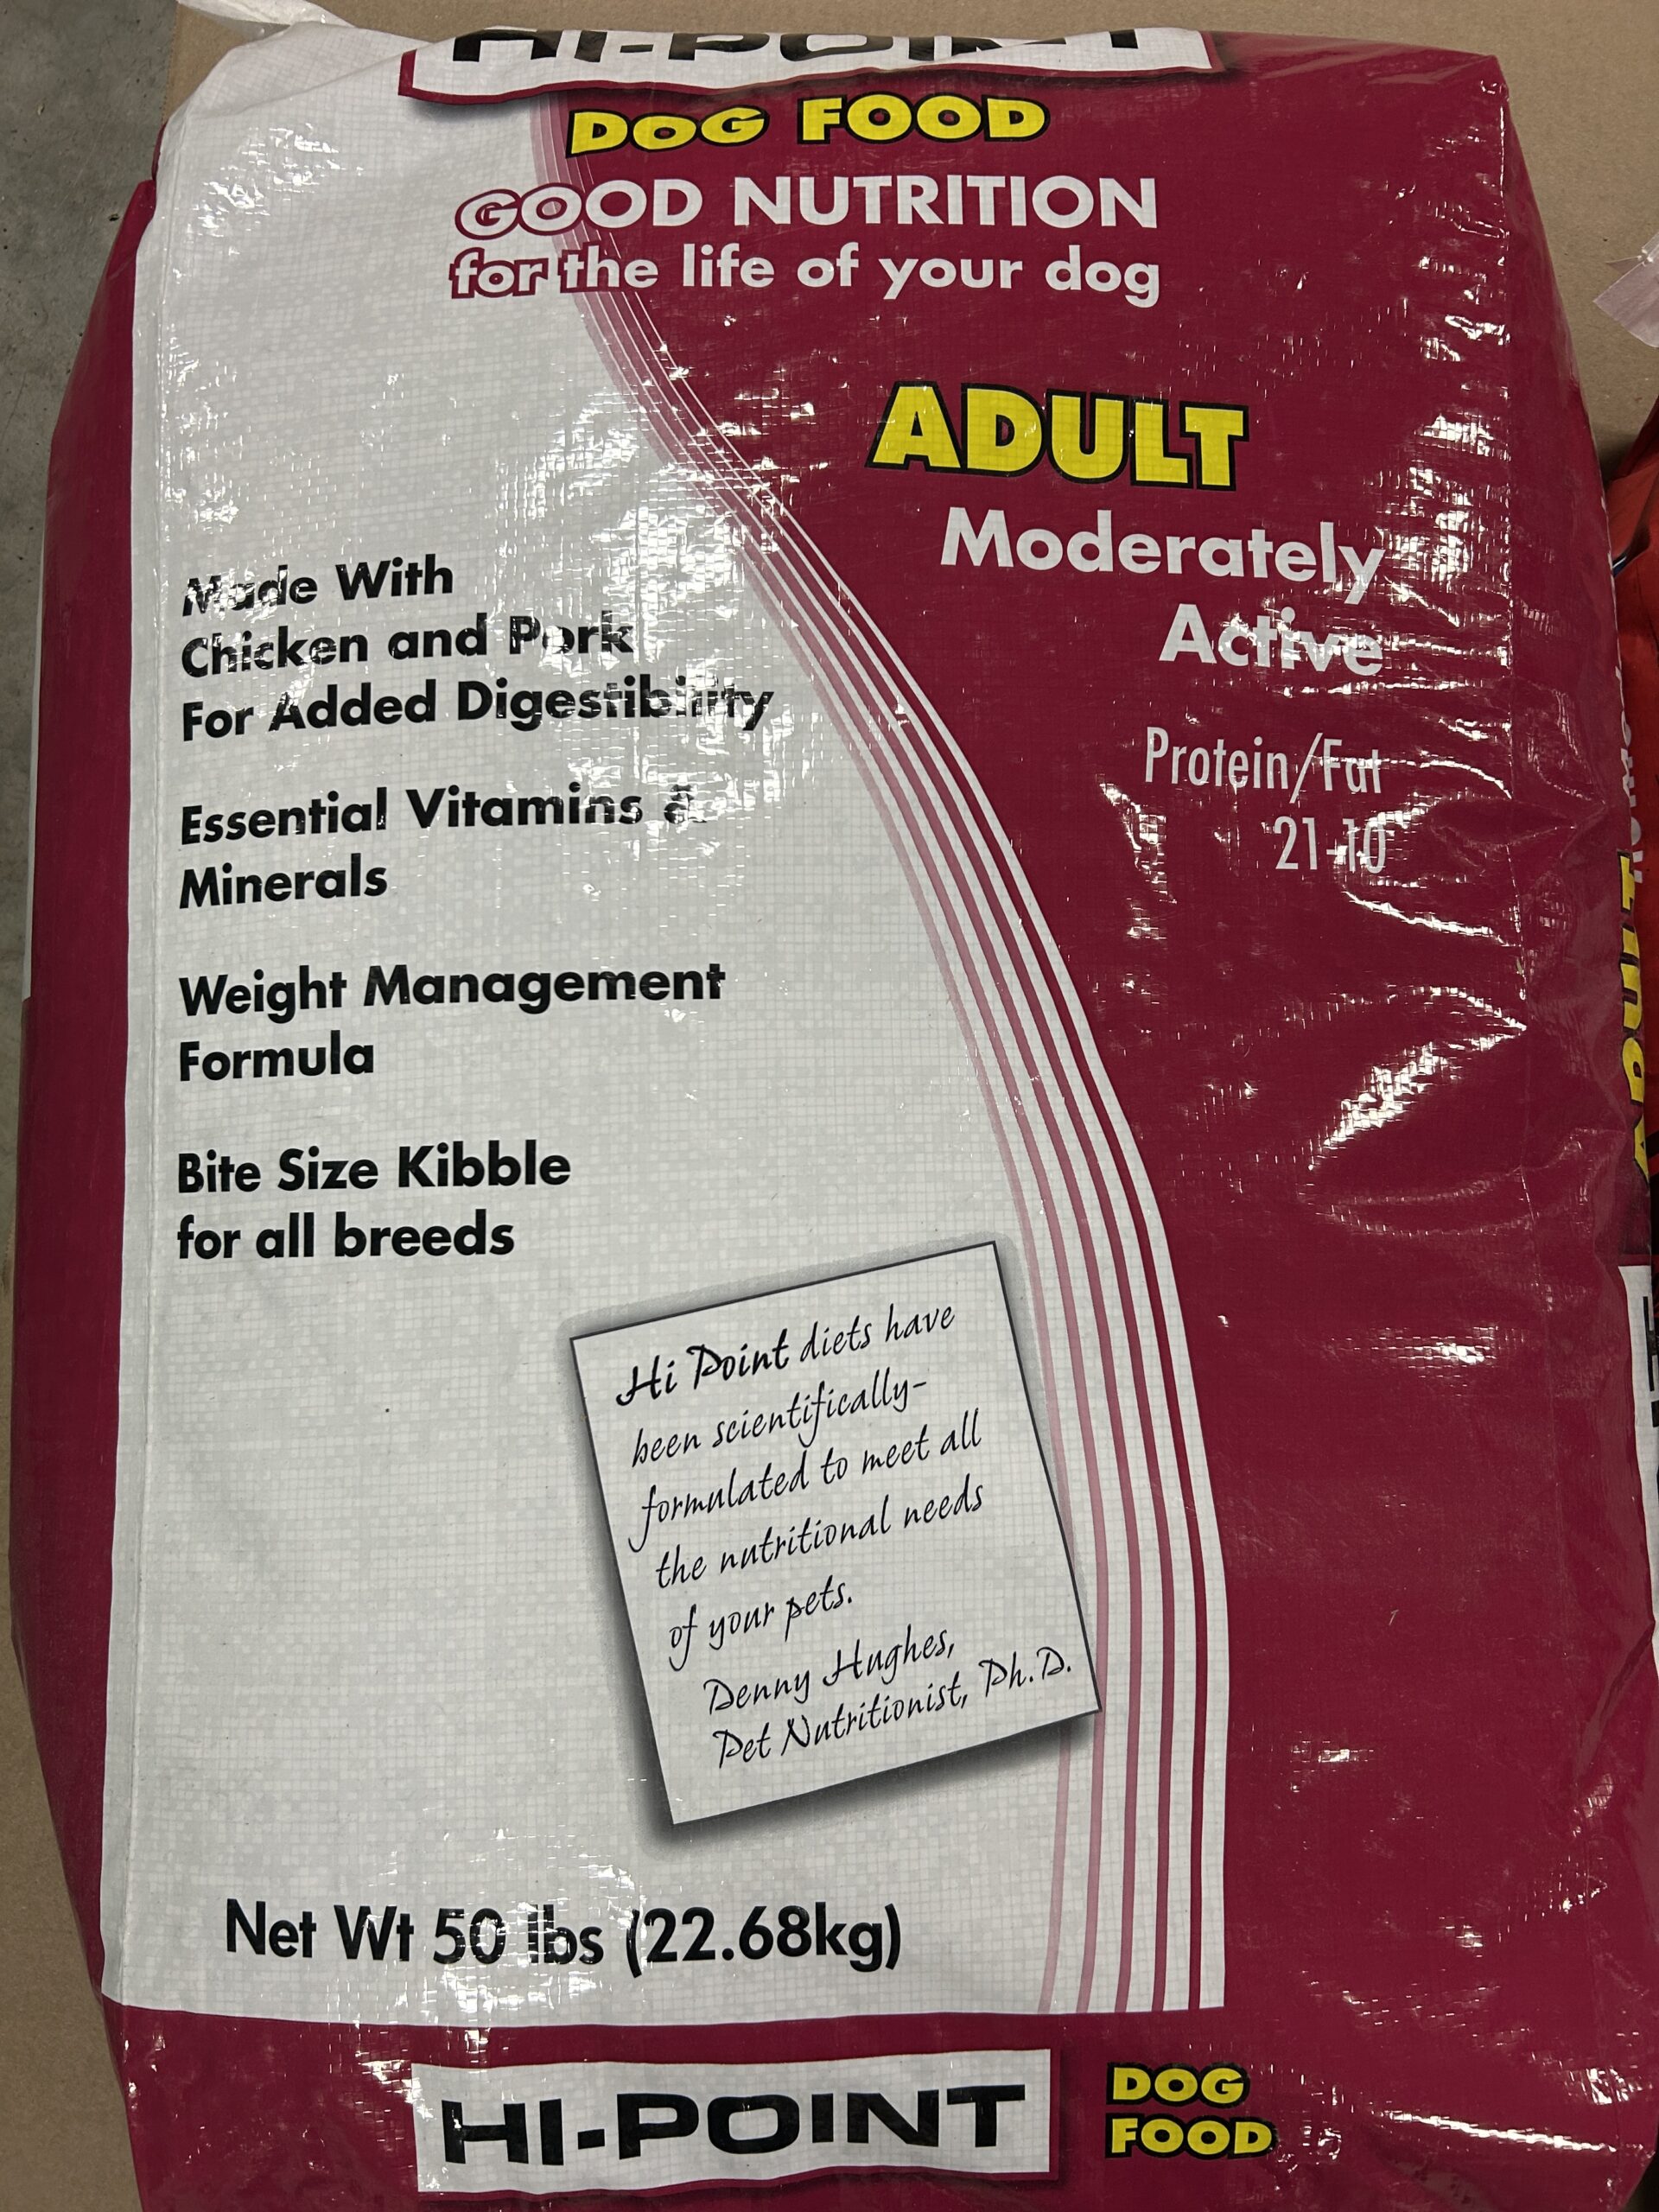 HI-POINT
DOG FOOD
GOOD NUTRITION
for the life of your dog
ADULT
Moderately
Active
Protein/Fat
21-10
Made With
Chicken and Pork
For Added Digestibility
Essential Vitamins &
Minerals
Weight Management
Formula
Bite Size Kibble
for all breeds
Hi Point diets have
been scientifically-
formulated to meet all
the nutritional needs
of your pets.
Denny Hughes,
Pet Nutritionist, Ph.D.
Net Wt 50 lbs (22.68kg)
HI-POINT
DOG
FOOD
ADULT